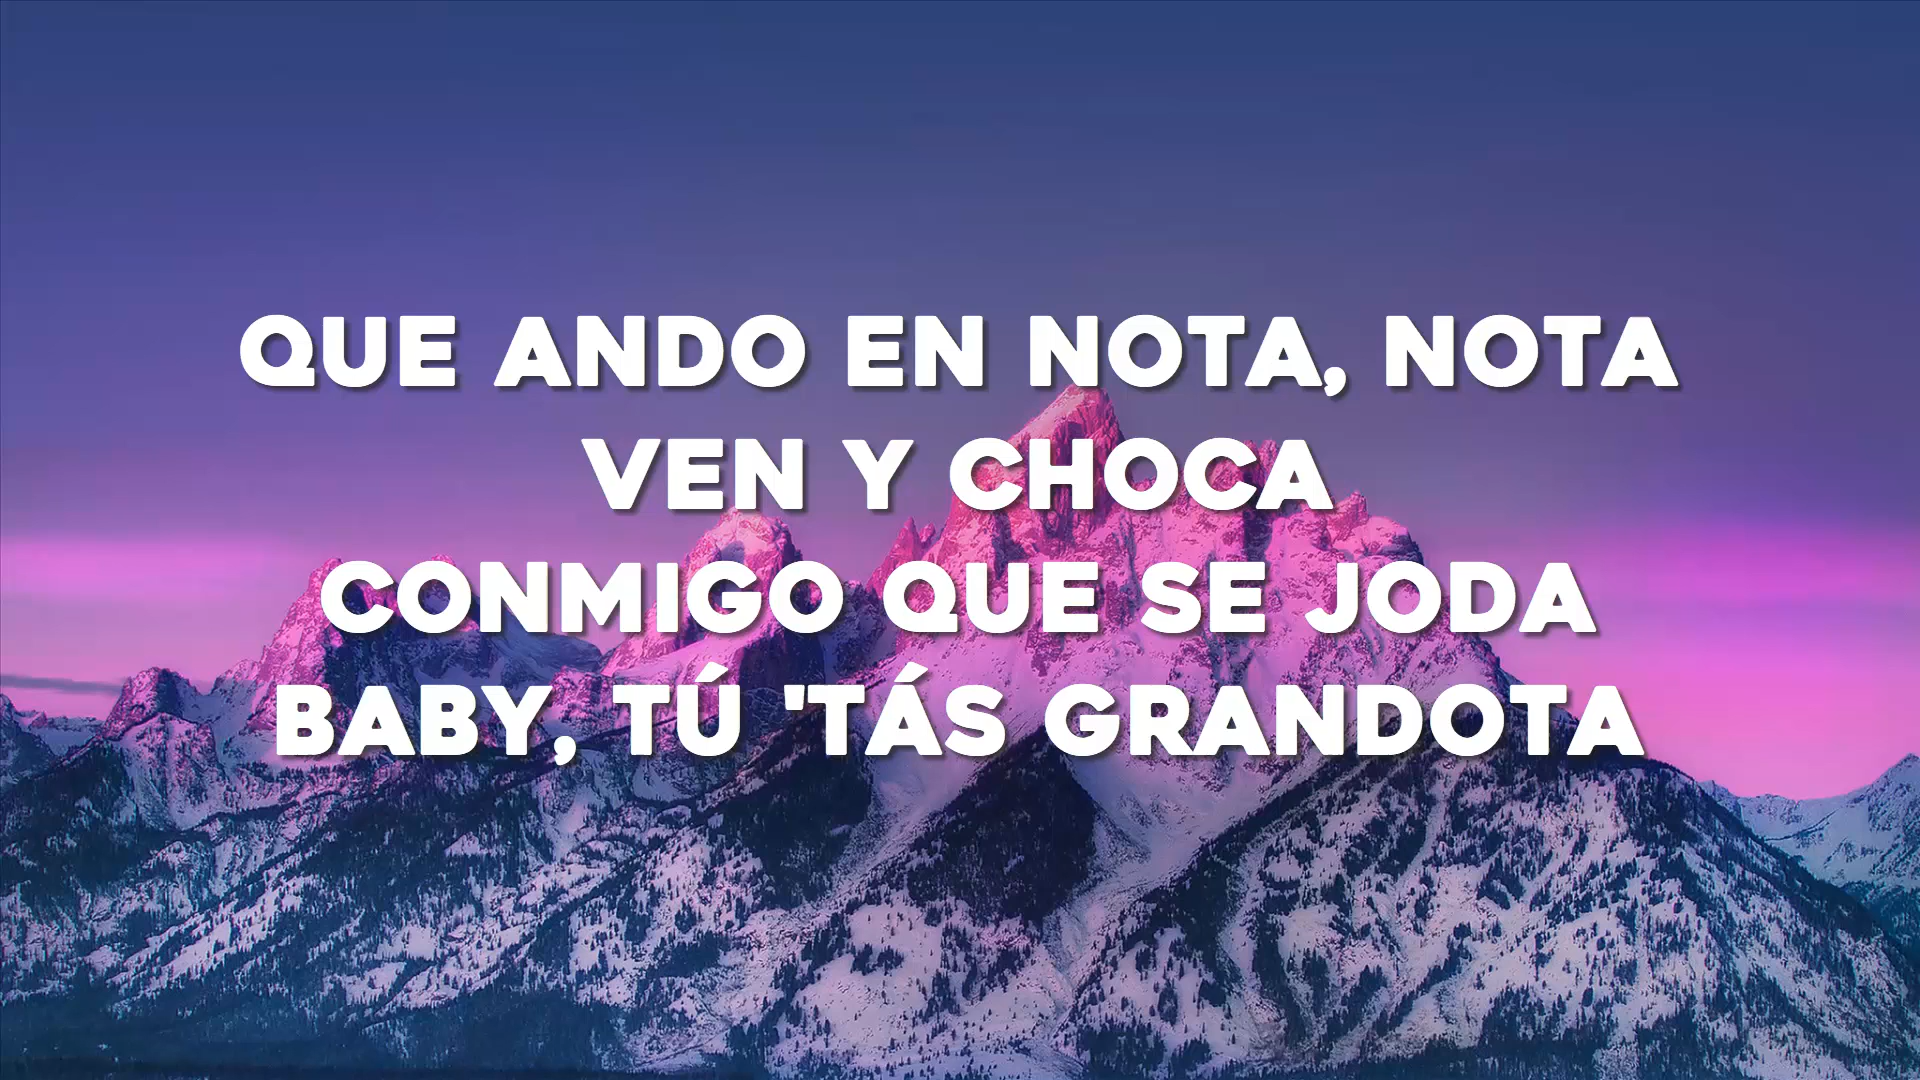 QUE ANDO EN NOTA, NOTA
VEN Y CHOCA
CONMIGO QUE SE JODA
BABY, TÚ 'TÁS GRANDOTA